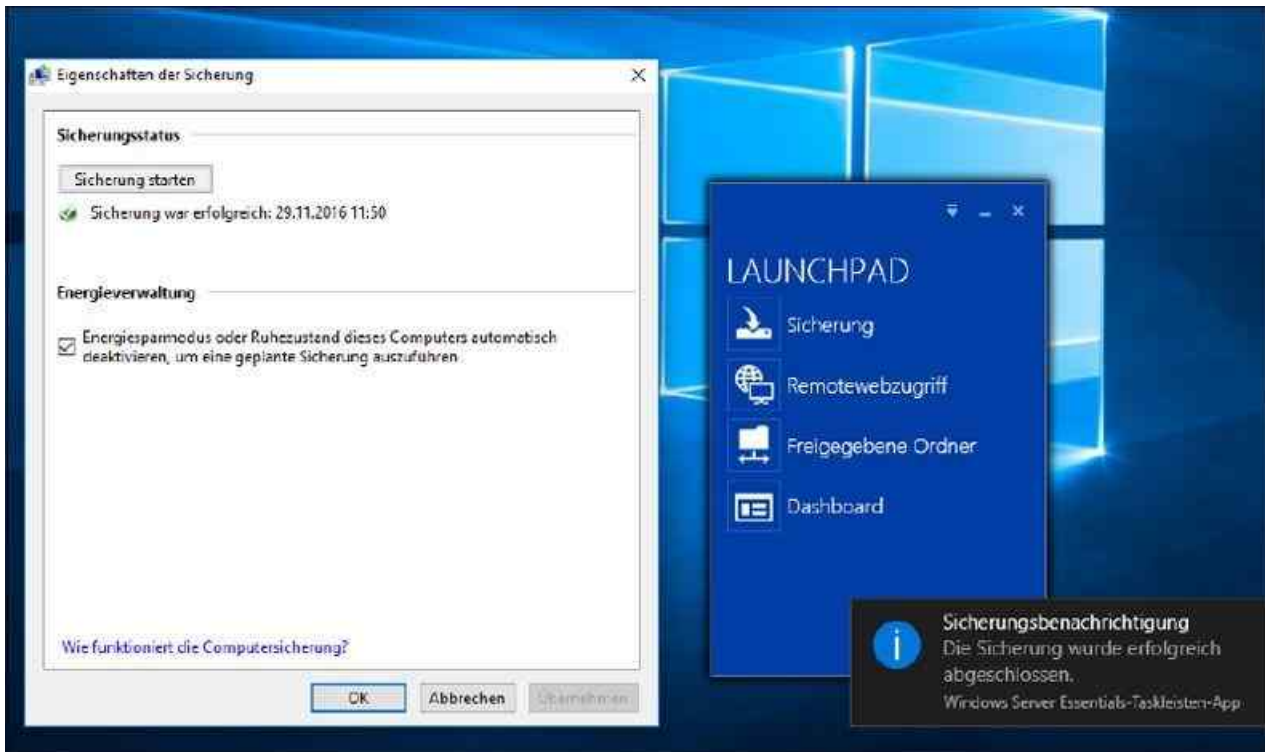 Eigenschaften der Sicherung
Sicherungsstatus
Sicherung starten
Sicherung war erfolgreich: 29.11.2016 11:50
Energieverwaltung
Energiesparmodus oder Ruhezustand dieses Computers automatisch
deaktivieren, um eine geplante Sicherung auszuführen
Wie funktioniert die Computersicherung?
OK
Abbrechen
Übernehmen
LAUNCHPAD
Sicherung
Remotewebzugriff
Freigegebene Ordner
Dashboard
Sicherungsbenachrichtigung
Die Sicherung wurde erfolgreich
abgeschlossen.
Windows Server Essentials-Taskleisten-App